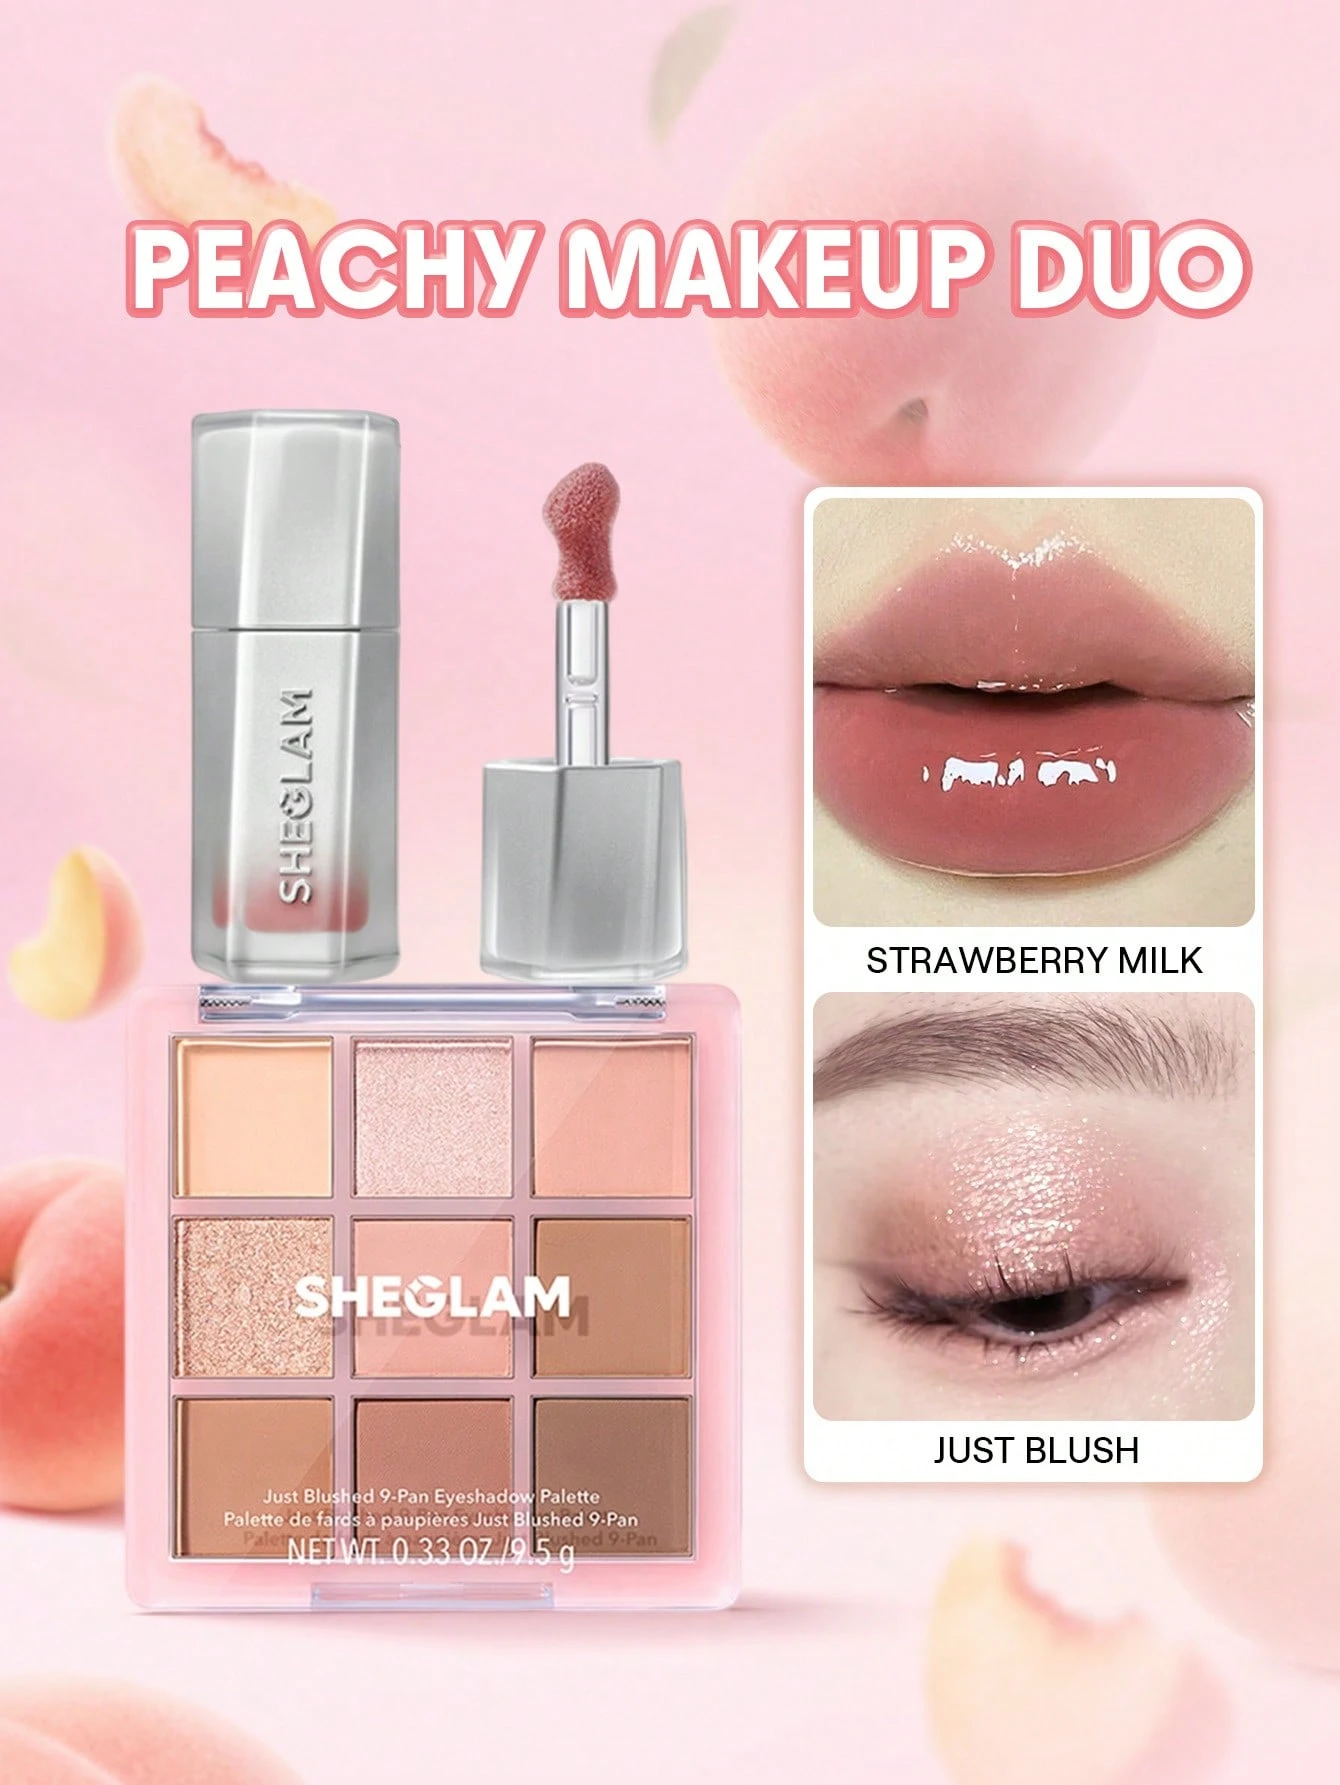 PEACHY MAKEUP DUO
SHEGLAM
STRAWBERRY MILK
SHEGLAM
JUST BLUSH
Just Blushed 9-Pan Eyeshadow Palette
Palette de fards à paupières Just Blushed 9-Pan
NET WT. 0.33 OZ./9.5 g